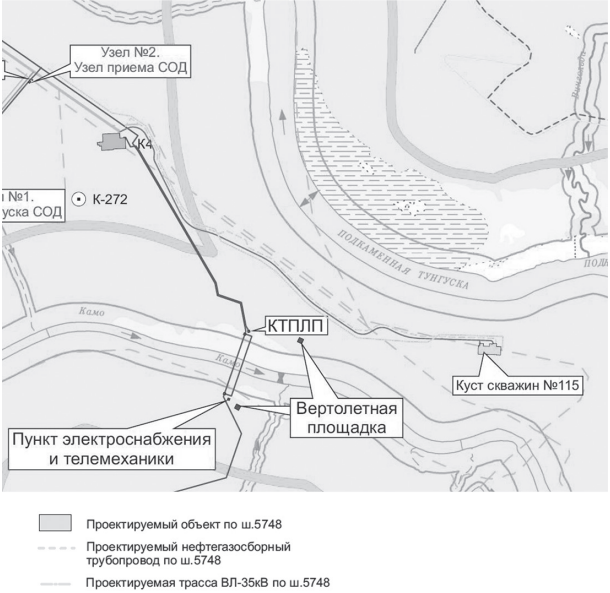 Узел №2.
Узел приема СОД
К4
№1.
уска СОД
К-272
ПОДКАМЕННАЯ ТУНГУСКА
Камо
КТПЛП
Камо
Куст скважин №115
Вертолетная
площадка
Пункт электроснабжения
и телемеханики
Проектируемый объект по ш.5748
Проектируемый нефтегазосборный
трубопровод по ш.5748
Проектируемая трасса ВЛ-35кВ по ш.5748